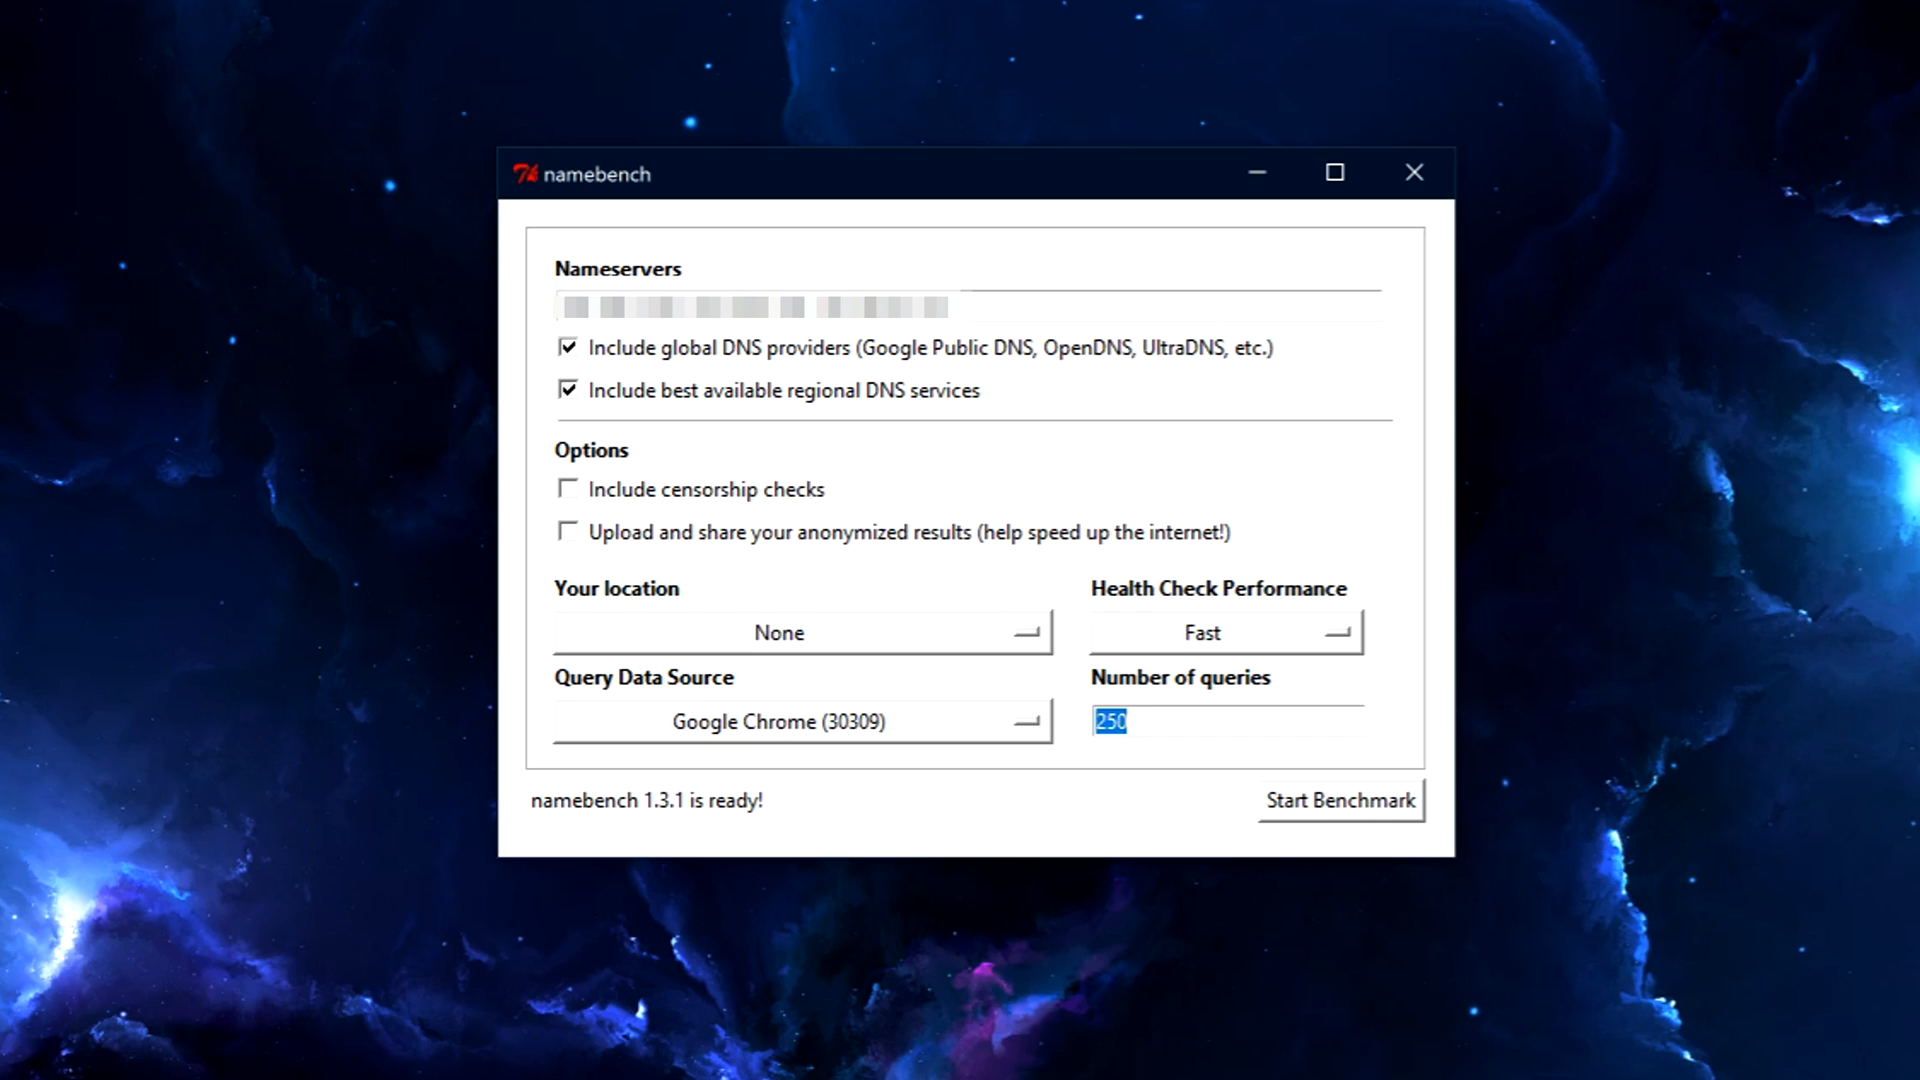 namebench
Nameservers
Include global DNS providers (Google Public DNS, OpenDNS, UltraDNS, etc.)
Include best available regional DNS services
Options
Include censorship checks
Upload and share your anonymized results (help speed up the internet!)
Your location
Health Check Performance
None
Fast
Query Data Source
Number of queries
Google Chrome (30309)
250
namebench 1.3.1 is ready!
Start Benchmark